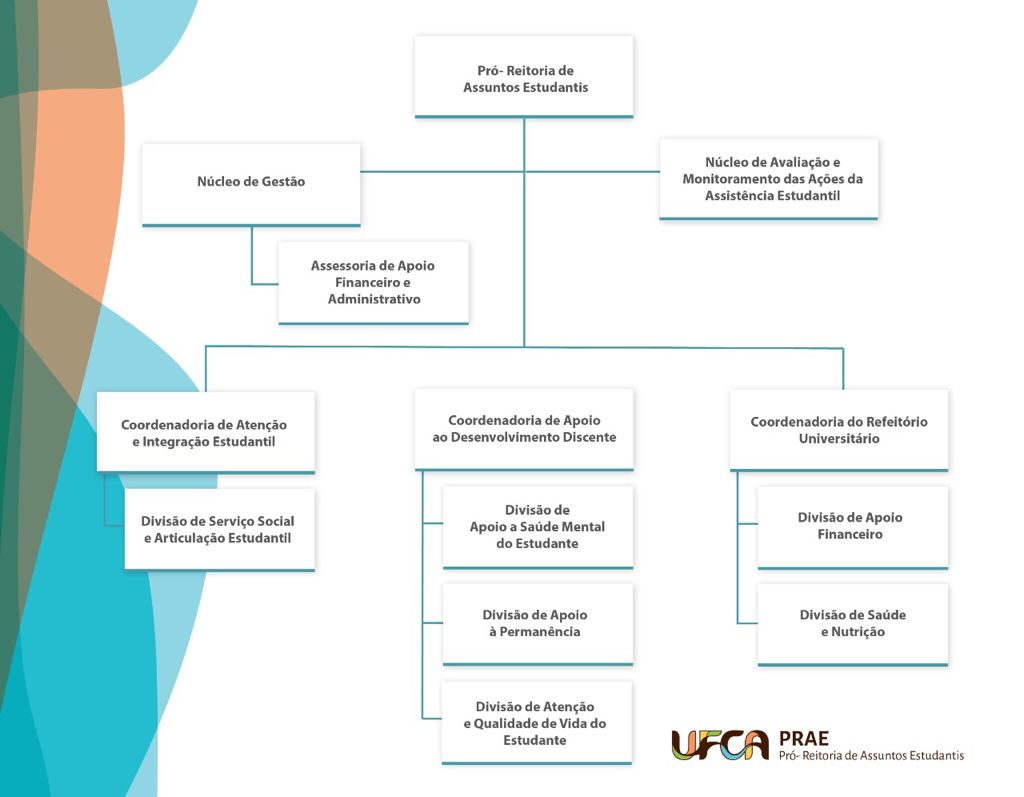 Pró- Reitoria de
Assuntos Estudantis
Núcleo de Gestão
Núcleo de Avaliação e
Monitoramento das Ações da
Assistência Estudantil
Assessoria de Apoio
Financeiro e
Administrativo
Coordenadoria de Atenção
e Integração Estudantil
Divisão de Serviço Social
e Articulação Estudantil
Coordenadoria de Apoio
ao Desenvolvimento Discente
Divisão de
Apoio a Saúde Mental
do Estudante
Divisão de Apoio
à Permanência
Divisão de Atenção
e Qualidade de Vida do
Estudante
Coordenadoria do Refeitório
Universitário
Divisão de Apoio
Financeiro
Divisão de Saúde
e Nutrição
UFCA PRAE
Pró- Reitoria de Assuntos Estudantis